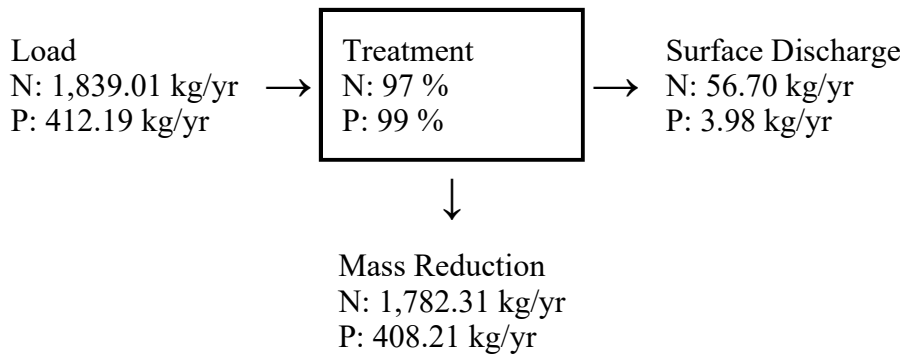 Load
N: 1,839.01 kg/yr
P: 412.19 kg/yr
→
Treatment
N: 97 %
P: 99 %
→
Surface Discharge
N: 56.70 kg/yr
P: 3.98 kg/yr
↓
Mass Reduction
N: 1,782.31 kg/yr
P: 408.21 kg/yr